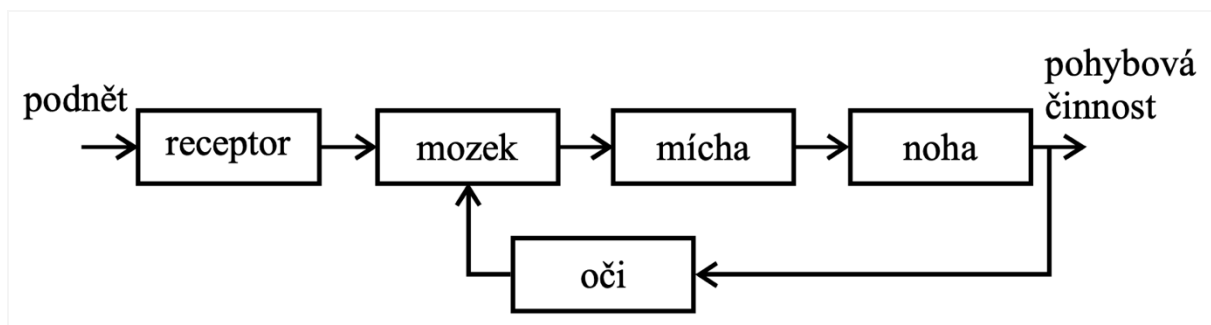 podnět
receptor
mozek
mícha
noha
pohybová
činnost
oči